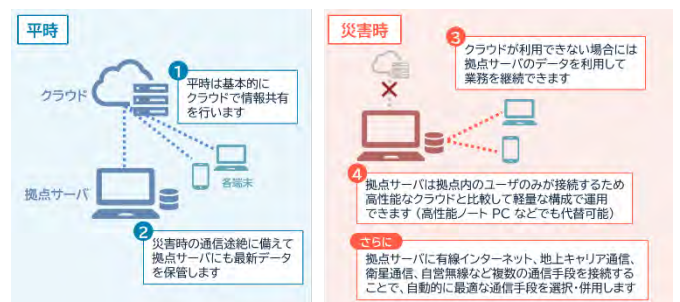 平時
クラウド
1
平時は基本的に
クラウドで情報共有
を行います
各端末
拠点サーバ
2
災害時の通信途絶に備えて
拠点サーバにも最新データ
を保管します
災害時
3
クラウドが利用できない場合には
拠点サーバのデータを利用して
業務を継続できます
4
拠点サーバは拠点内のユーザのみが接続するため
高性能なクラウドと比較して軽量な構成で運用
できます（高性能ノート PC などでも代替可能）
さらに
拠点サーバに有線インターネット、地上キャリア通信、
衛星通信、自営無線など複数の通信手段を接続する
ことで、自動的に最適な通信手段を選択・併用します